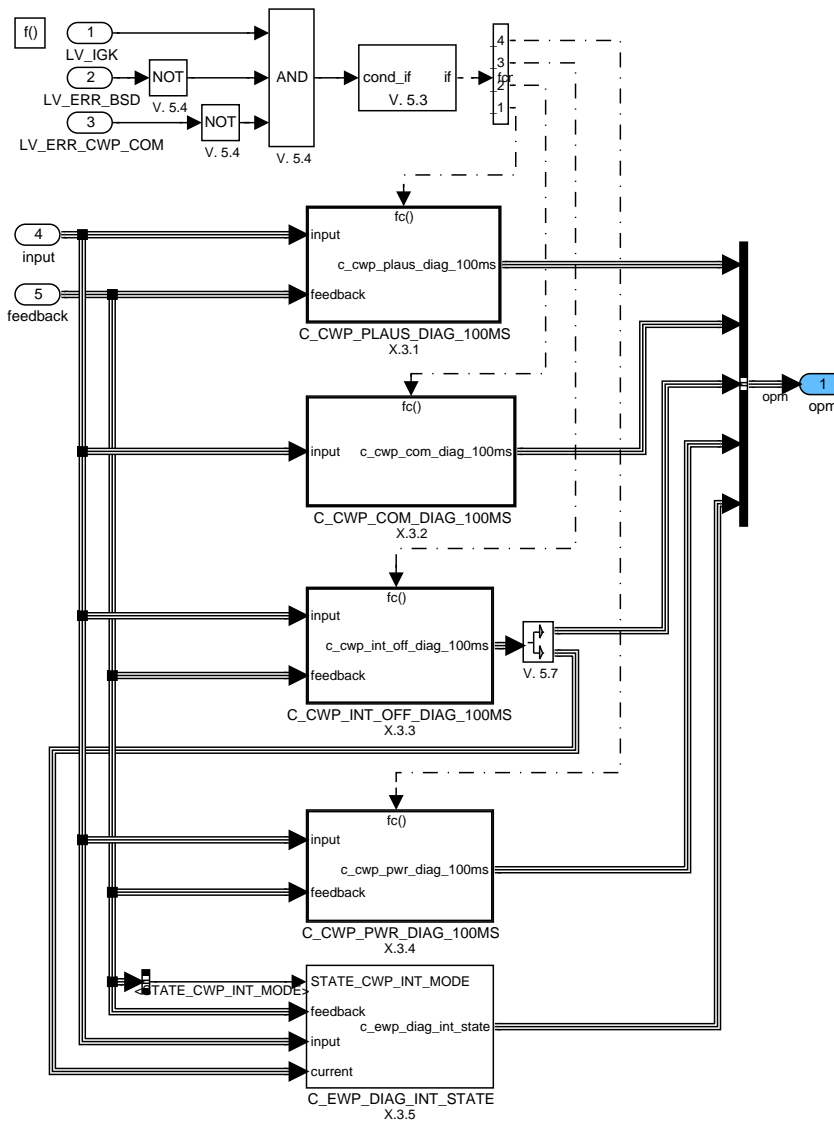 f()
1
LV_IGK
2
LV_ERR_BSD
3
LV_ERR_CWP_COM
NOT
V. 5.4
NOT
V. 5.4
AND
V. 5.4
cond_if if
V. 5.3
4
3
fcr
2
1
4
input
5
feedback
fc()
input
c_cwp_plaus_diag_100ms
feedback
C_CWP_PLAUS_DIAG_100MS
X.3.1
fc()
input
c_cwp_com_diag_100ms
C_CWP_COM_DIAG_100MS
X.3.2
opm
1
opm
fc()
input
c_cwp_int_off_diag_100ms
feedback
C_CWP_INT_OFF_DIAG_100MS
X.3.3
V. 5.7
fc()
input
c_cwp_pwr_diag_100ms
feedback
C_CWP_PWR_DIAG_100MS
X.3.4
<STATE_CWP_INT_MODE>
STATE_CWP_INT_MODE
feedback
c_ewp_diag_int_state
input
current
C_EWP_DIAG_INT_STATE
X.3.5